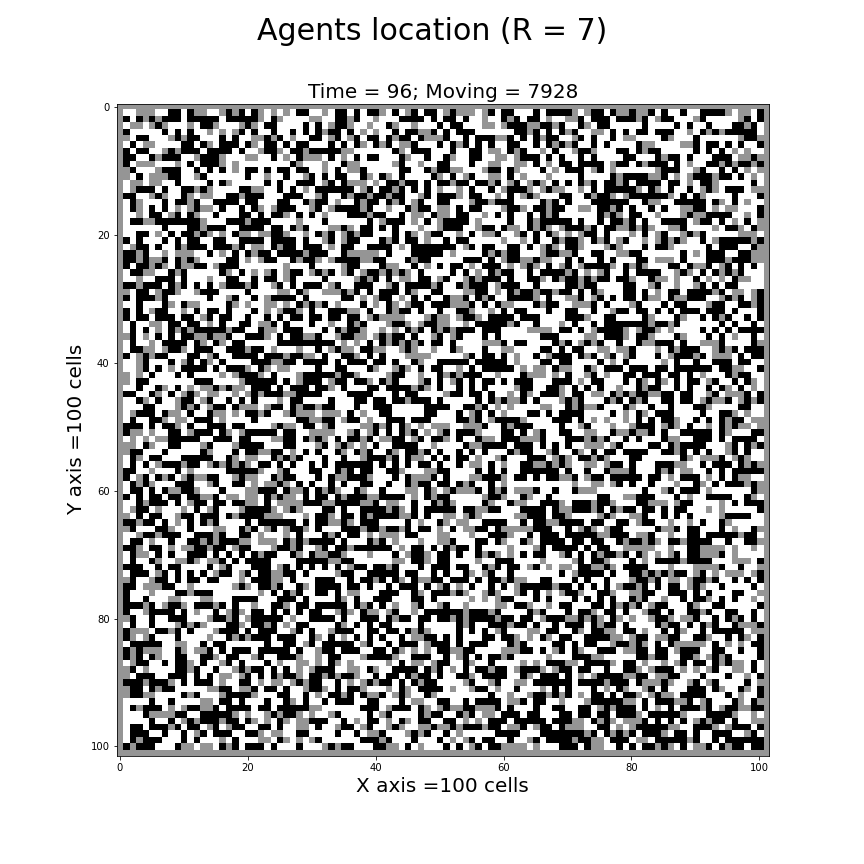 Agents location (R = 7)
Time = 96; Moving = 7928
0
20
40
60
80
100
Y axis =100 cells
0 20 40 60 80 100
X axis =100 cells